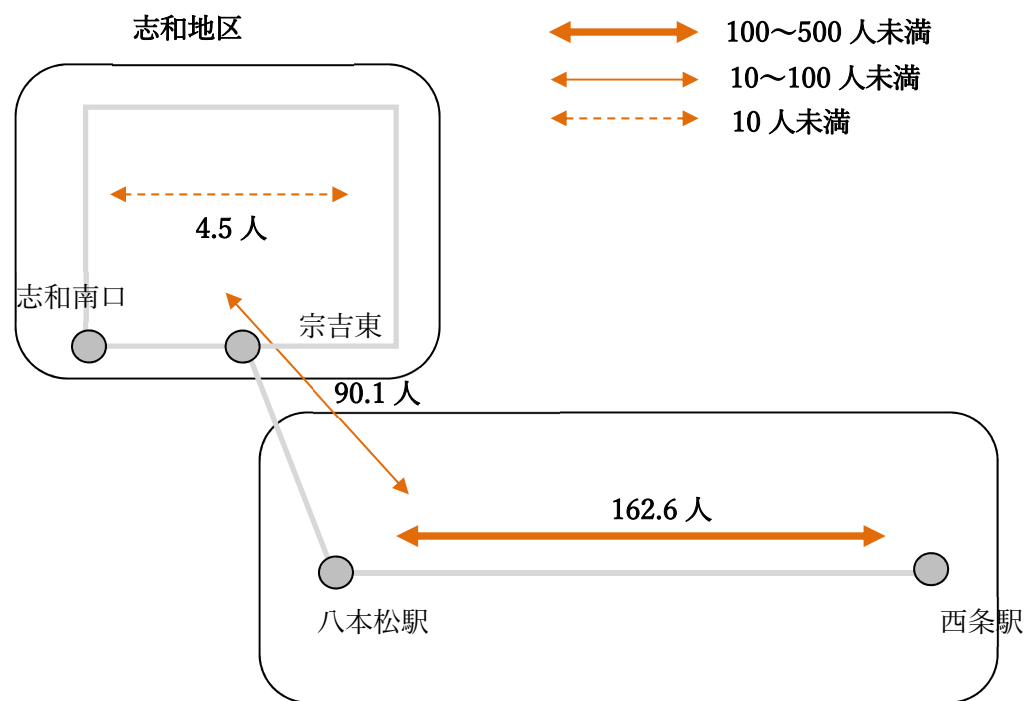 志和地区
100～500 人未満
10～100 人未満
10 人未満
4.5 人
志和南口
宗吉東
90.1 人
162.6 人
八本松駅
西条駅